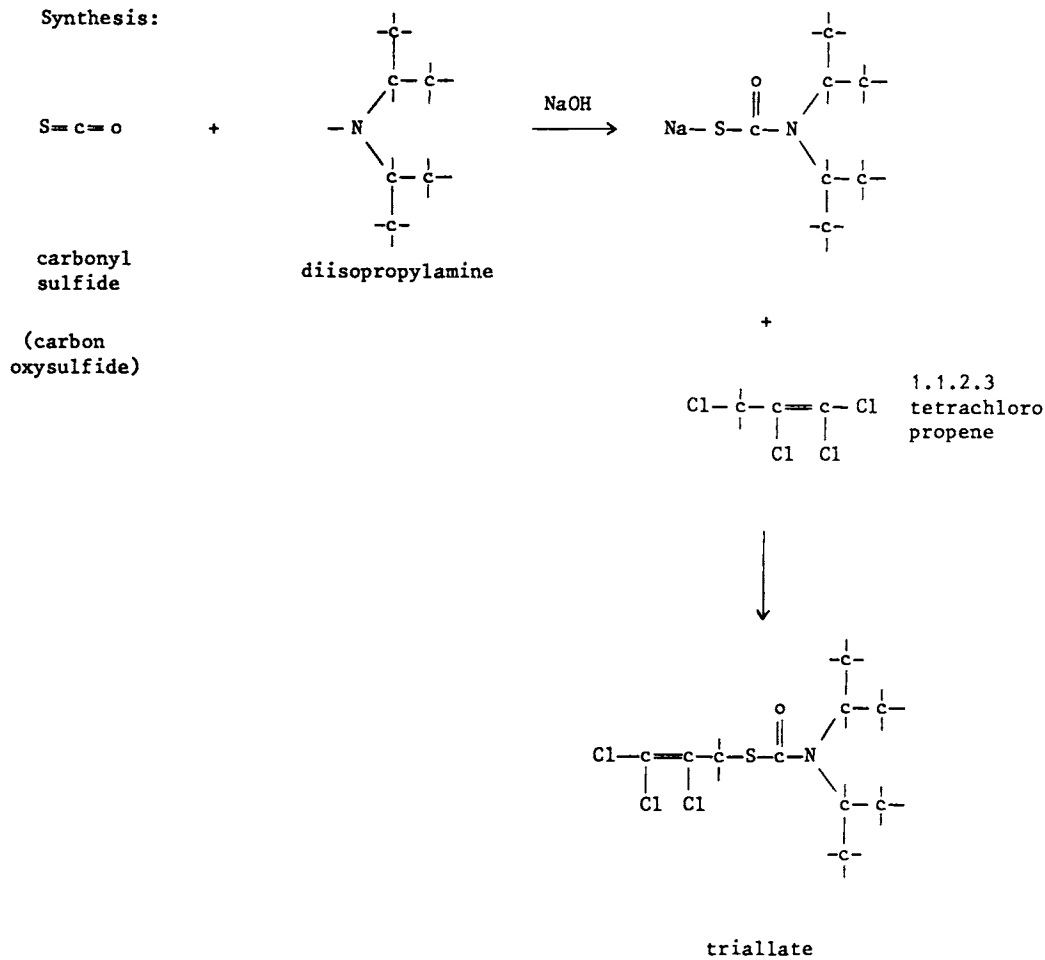 Synthesis:
S=C=O + -N
NaOH
Na-S-C-N
O
carbonyl
sulfide
diisopropylamine
(carbon
oxysulfide)
+
Cl-C-C=C-Cl
Cl Cl
1.1.2.3
tetrachloro
propene
O
Cl-C=C-C-S-C-N
Cl Cl
triallate